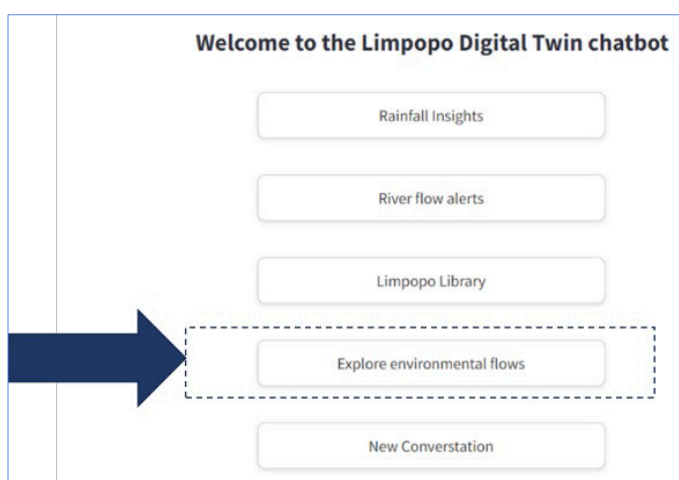 Welcome to the Limpopo Digital Twin chatbot
Rainfall Insights
River flow alerts
Limpopo Library
Explore environmental flows
New Converstation